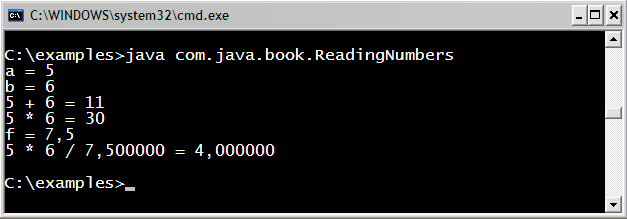 C:\WINDOWS\system32\cmd.exe
C:\examples>java com.java.book.ReadingNumbers
a = 5
b = 6
5 + 6 = 11
5 * 6 = 30
f = 7,5
5 * 6 / 7,500000 = 4,000000
C:\examples>_